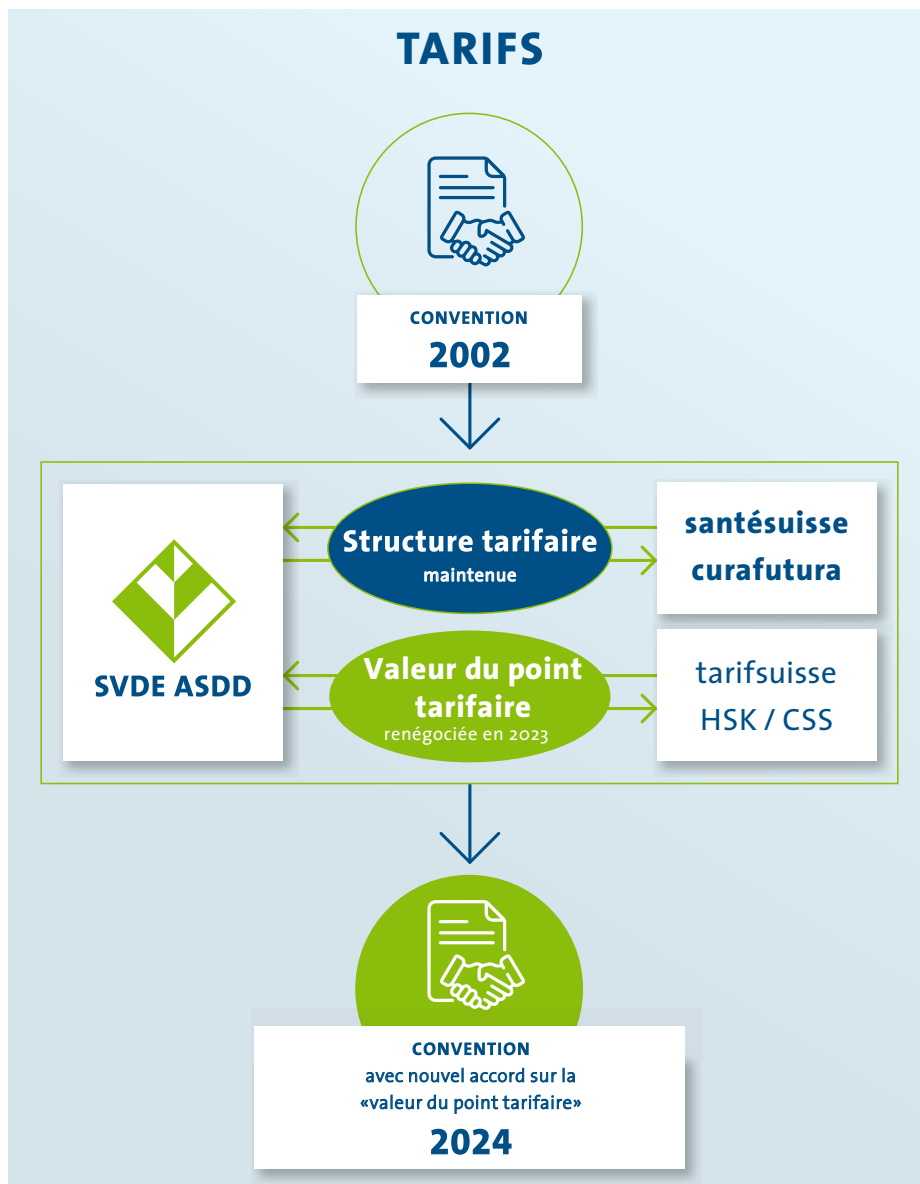 TARIFS
CONVENTION
2002
SVDE ASDD
Structure tarifaire
maintenue
santésuisse
curafutura
Valeur du point
tarifaire
renégociée en 2023
tarifsuisse
HSK / CSS
CONVENTION
avec nouvel accord sur la
«valeur du point tarifaire»
2024